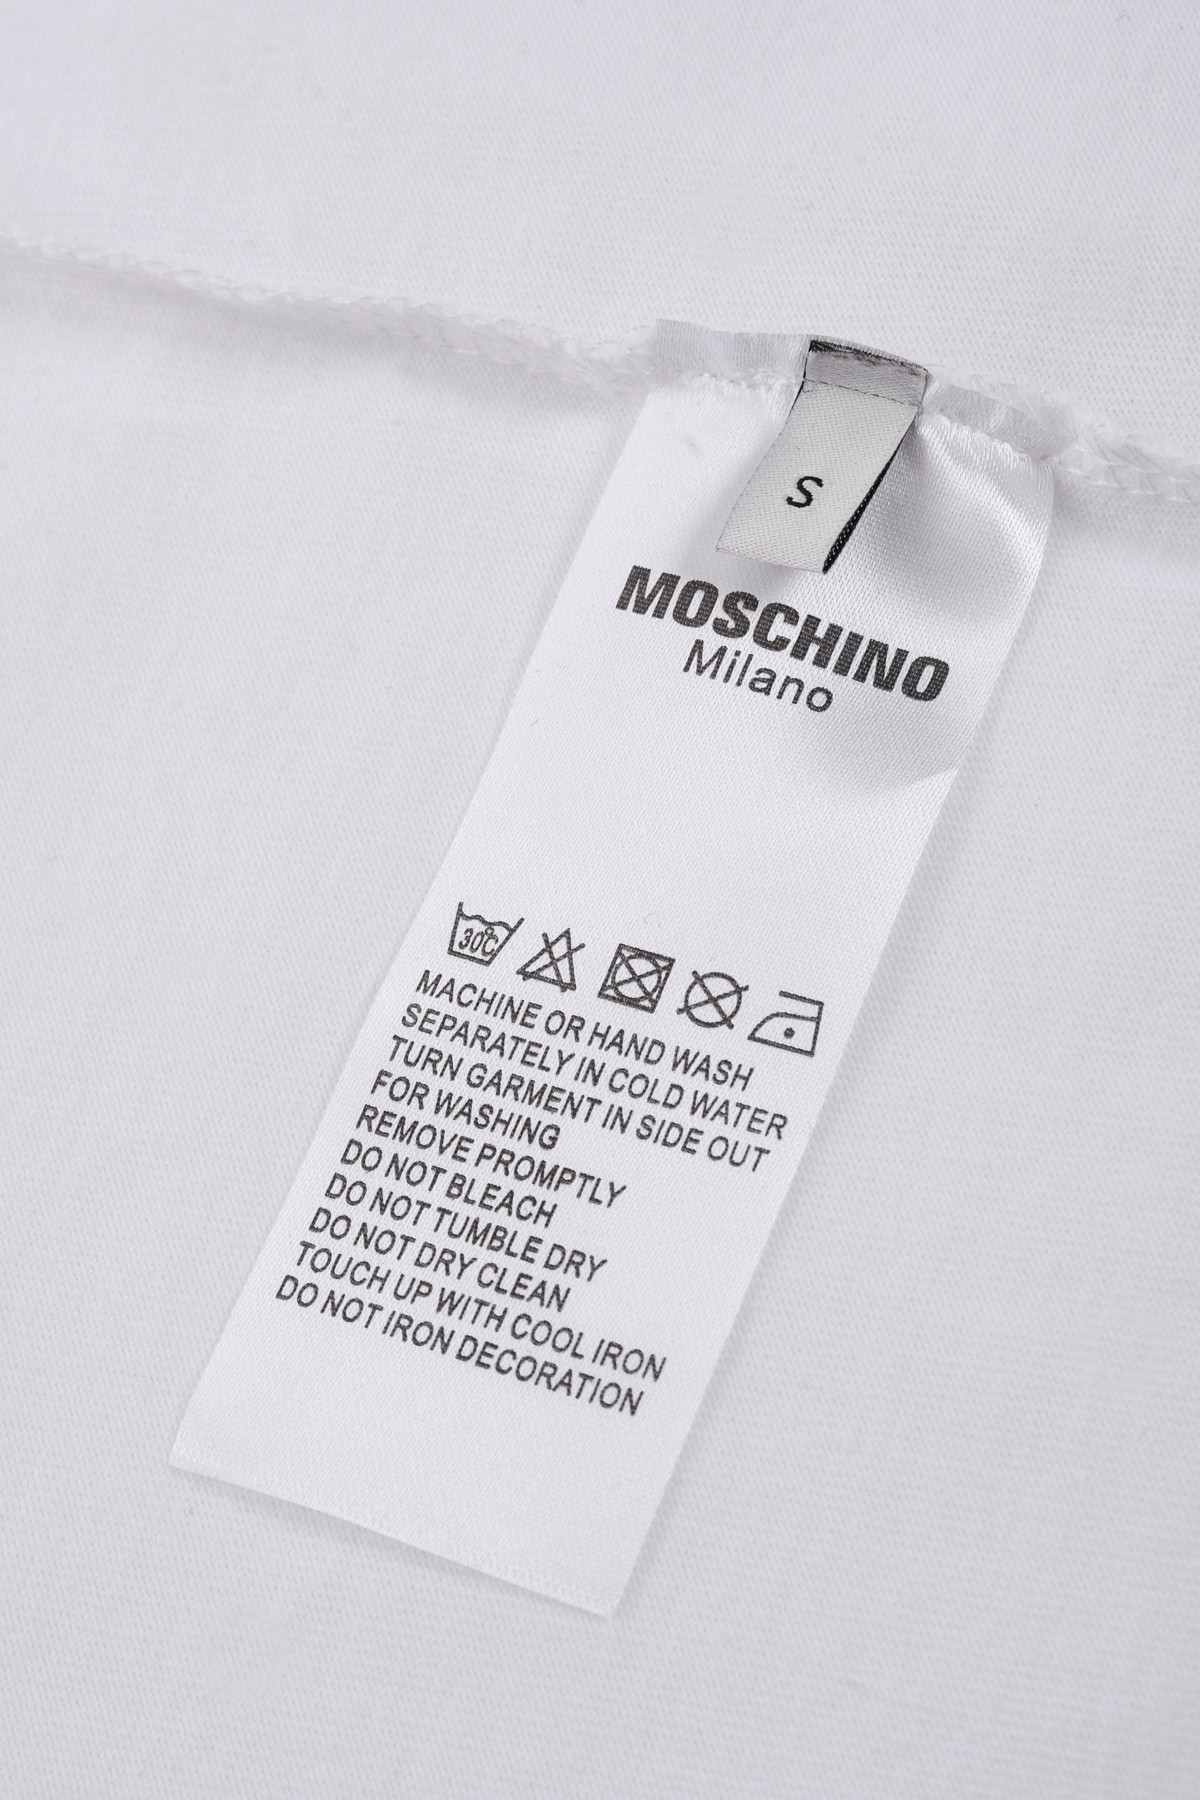 S
MOSCHINO
Milano
30°C
MACHINE OR HAND WASH
SEPARATELY IN COLD WATER
TURN GARMENT IN SIDE OUT
FOR WASHING
REMOVE PROMPTLY
DO NOT BLEACH
DO NOT TUMBLE DRY
DO NOT DRY CLEAN
TOUCH UP WITH COOL IRON
DO NOT IRON DECORATION